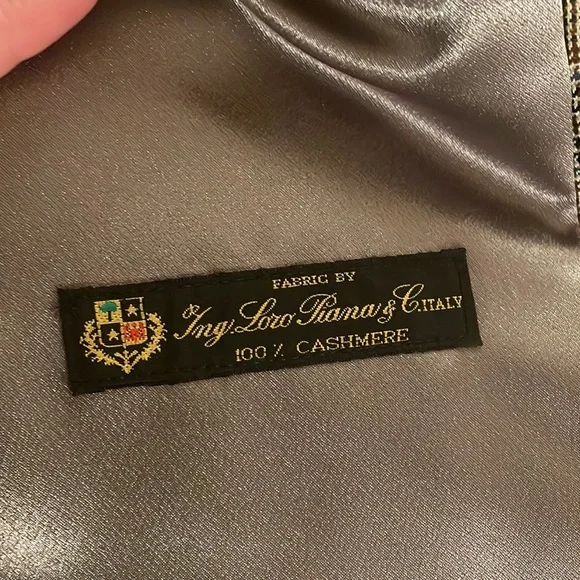 FABRIC BY
Ing. Loro Piana & C. ITALY
100 % CASHMERE